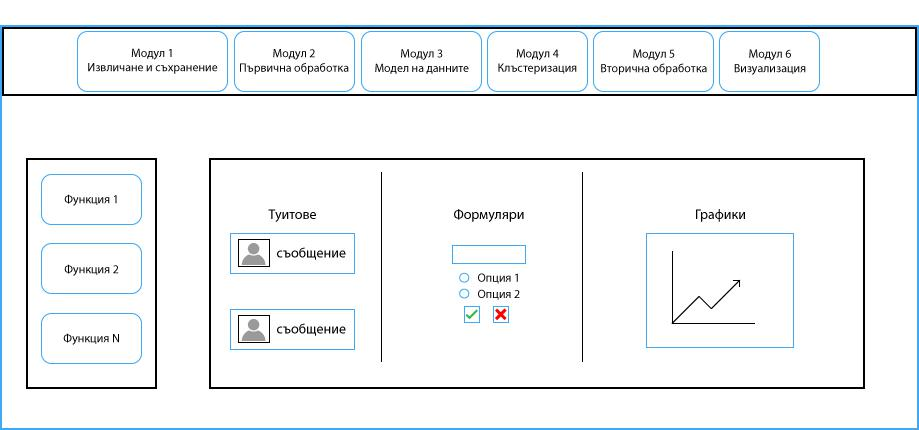 Модул 1
Извличане и съхранение
Модул 2
Първична обработка
Модул 3
Модел на данните
Модул 4
Клъстеризация
Модул 5
Вторична обработка
Модул 6
Визуализация
Функция 1
Функция 2
Функция N
Туитове
съобщение
съобщение
Формуляри
Опция 1
Опция 2
Графики